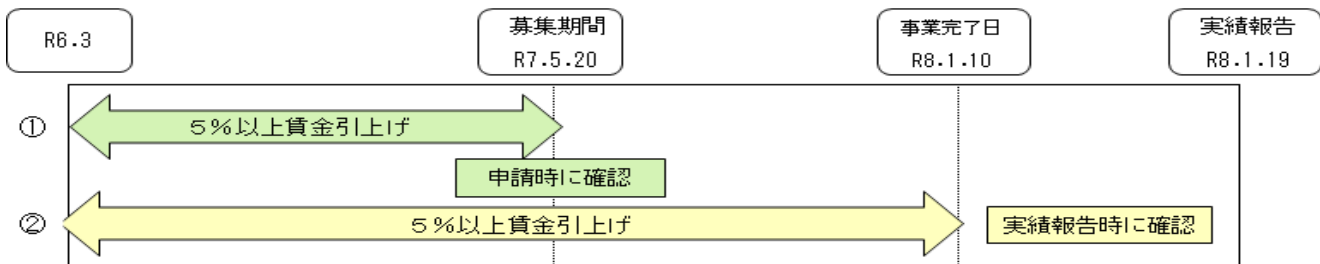 R6.3
募集期間
R7.5.20
事業完了日
R8.1.10
実績報告
R8.1.19
①
5%以上賃金引上げ
申請時に確認
②
5%以上賃金引上げ
実績報告時に確認